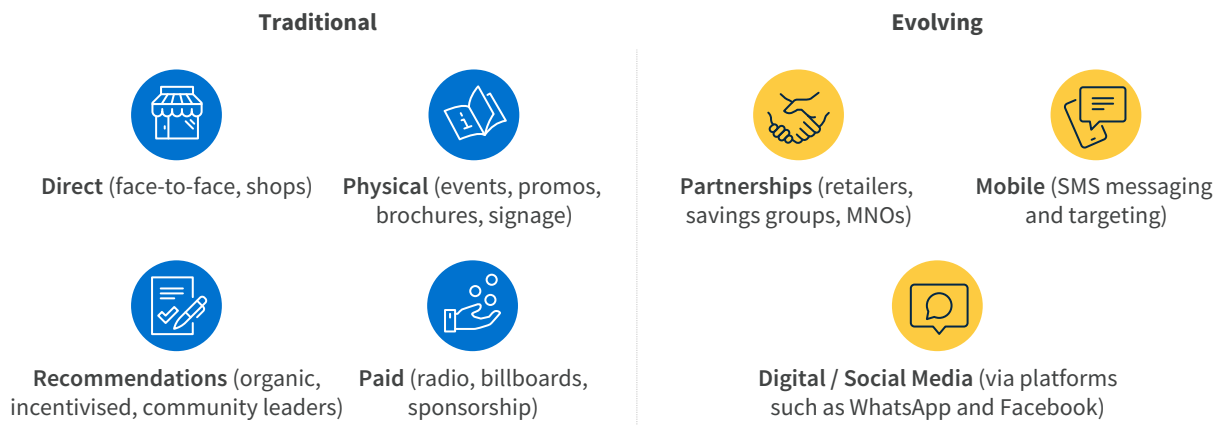 Traditional
Evolving
Direct (face-to-face, shops)
Physical (events, promos,
brochures, signage)
Partnerships (retailers,
savings groups, MNOs)
Mobile (SMS messaging
and targeting)
Recommendations (organic,
incentivised, community leaders)
Paid (radio, billboards,
sponsorship)
Digital / Social Media (via platforms
such as WhatsApp and Facebook)